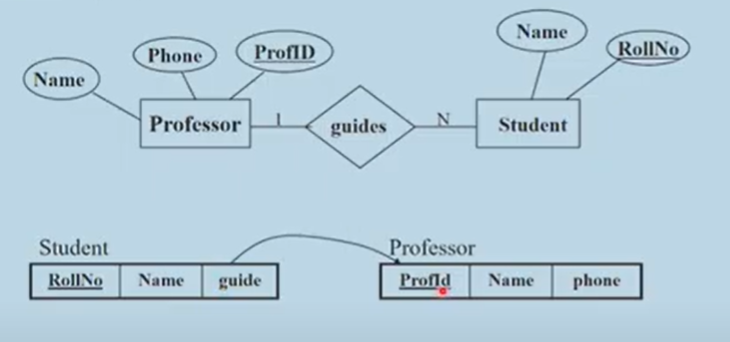 Name
Phone
ProfID
Name
RollNo
Professor
1
guides
N
Student
Student
Professor
RollNo Name guide
ProfId Name phone